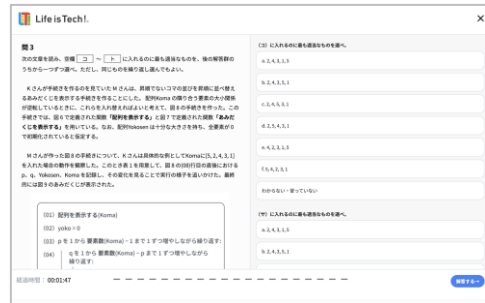 Life is Tech!.
×
問3
次の文章を読み、空欄 コ ~ ト に入れるのに最も適当なものを、後の解答群の
うちから一つずつ選べ。ただし、同じものを繰り返し選んでもよい。
Kさんが手続きを作るのを見ていたMさんは、昇順でないコマの並びを昇順に並べ替え
るあみだくじを表示する手続きを作ることにした。配列Komaの隣り合う要素の大小関係
が逆転しているときに、これらを入れ替えればよいと考えて、図8の手続きを作った。この
手続きでは、図6で定義された関数「駒列を表示する」と図7で定義された関数「あみだ
くじを表示する」を用いている。なお、配列Yokosenは十分な大きさを持ち、全要素が0
で初期化されていると仮定する。
Mさんが作った図8の手続きについて、Kさんは具体的な例としてKomaに[5,2,4,3,1]
を入れた場合の動作を観察した。このとき表1を用意して、図8の(08)行目の直後における
p、q、Yokosen、Komaを記録し、その変化を見ることで実行の様子を追いかけた。最終
的には図9のあみだくじが表示された。
(01) 配列を表示する(Koma)
(02) yoko = 0
(03) pを1から要素数(Koma)-1まで1ずつ増やしながら繰り返す:
(04) qを1から要素数(Koma)-pまで1ずつ増やしながら
繰り返す:
経過時間: 00:01:47
(コ) に入れるのに最も適当なものを選べ。
a. 2, 4, 3, 1, 5
b. 2, 4, 3, 5, 1
c. 2, 4, 5, 3, 1
d. 2, 5, 4, 3, 1
e. 4, 2, 3, 1, 5
f. 5, 4, 2, 3, 1
わからない・習っていない
(サ) に入れるのに最も適当なものを選べ。
a. 2, 4, 3, 1, 5
b. 2, 4, 3, 5, 1
解答する→